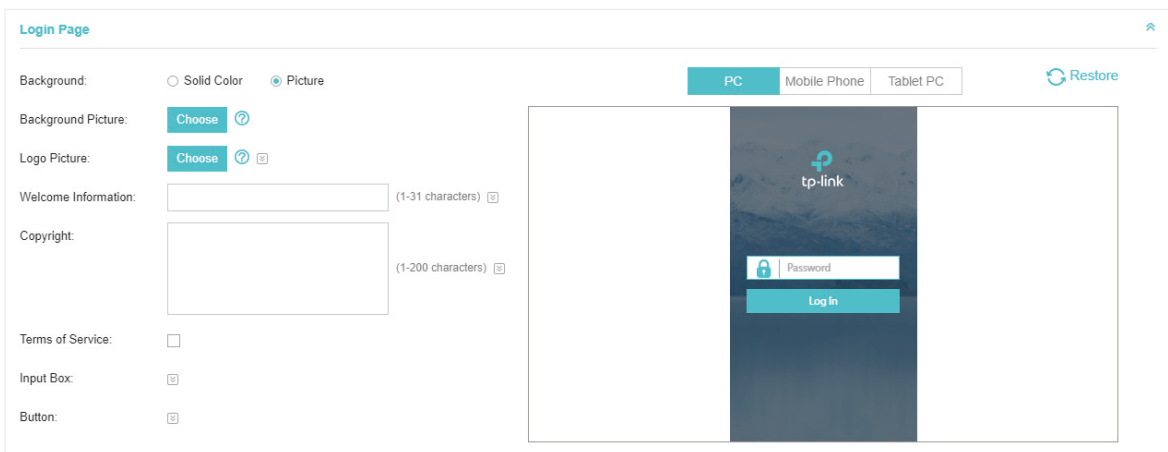 Login Page
Background: Solid Color Picture
PC Mobile Phone Tablet PC Restore
Background Picture: Choose ?
Logo Picture: Choose ?
Welcome Information: (1-31 characters)
Copyright: (1-200 characters)
Terms of Service:
Input Box:
Button:
tp-link
Password
Log In